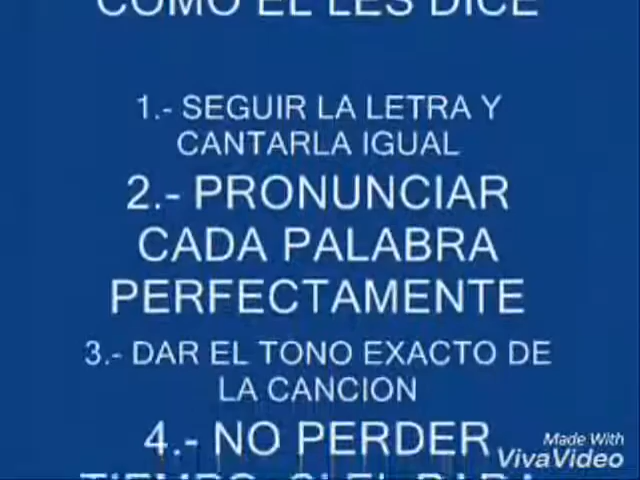 COMO EL LES DICE
1.- SEGUIR LA LETRA Y
CANTARLA IGUAL
2.- PRONUNCIAR
CADA PALABRA
PERFECTAMENTE
3.- DAR EL TONO EXACTO DE
LA CANCION
4.- NO PERDER
Made With
VivaVideo